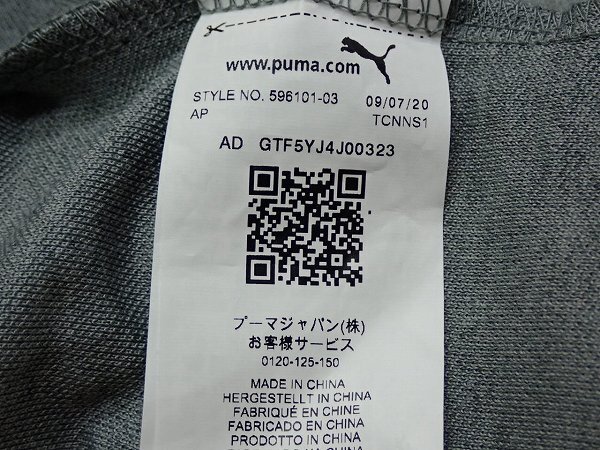 www.puma.com
STYLE NO. 596101-03 09/07/20
AP TCNNS1
AD GTF5YJ4J00323
プーマジャパン(株)
お客様サービス
0120-125-150
MADE IN CHINA
HERGESTELLT IN CHINA
FABRIQUÉ EN CHINE
FABRICADO EN CHINA
PRODOTTO IN CHINA